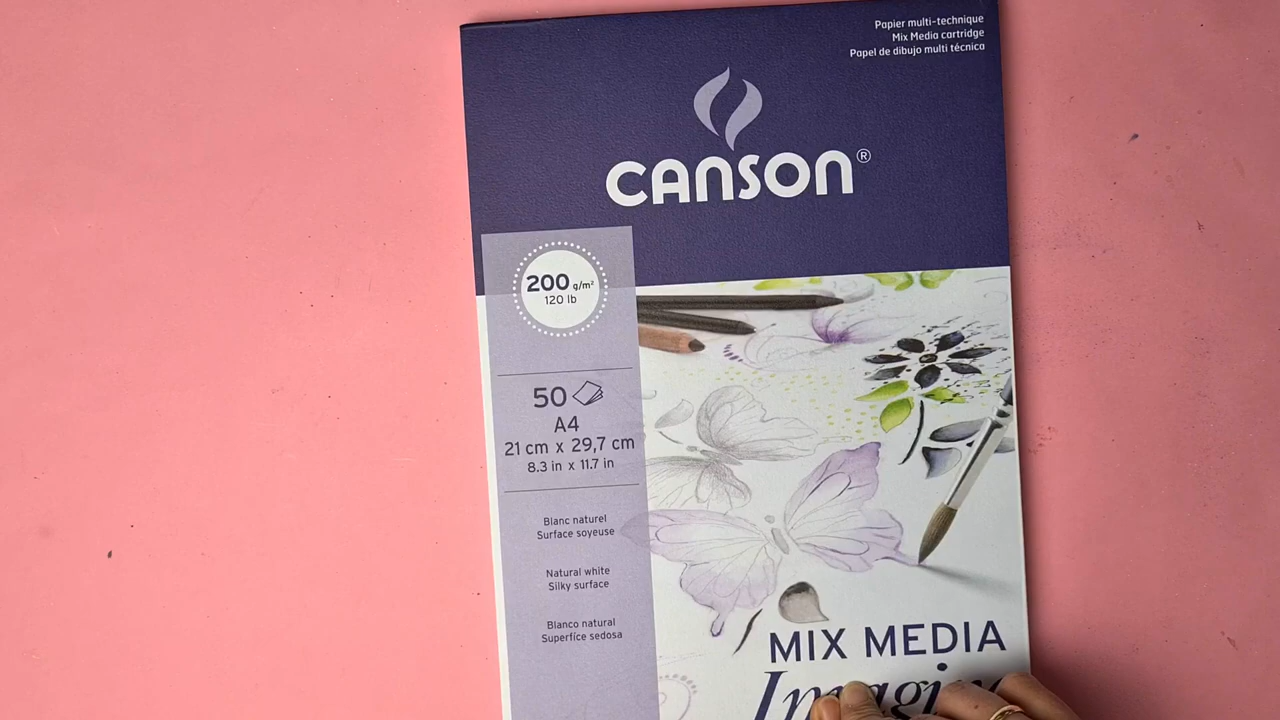 Papier multi-technique
Mix Media cartridge
Papel de dibujo multi técnica
CANSON®
200 g/m²
120 lb
50
A4
21 cm x 29,7 cm
8.3 in x 11.7 in
Blanc naturel
Surface soyeuse
Natural white
Silky surface
Blanco natural
Superfíce sedosa
MIX MEDIA